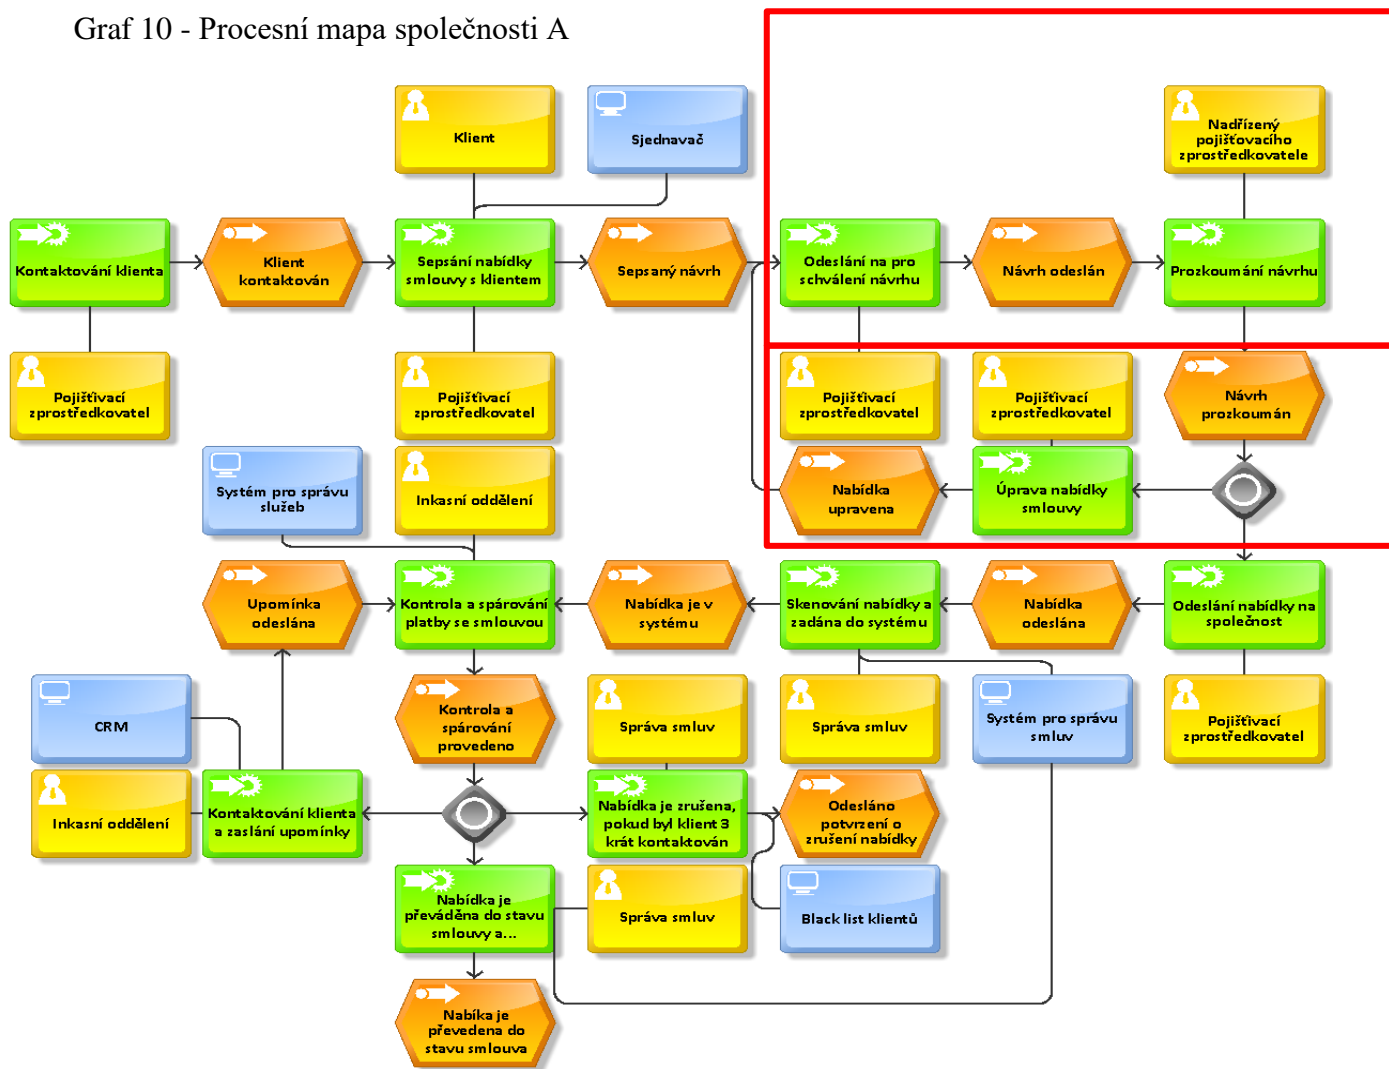 Graf 10 - Procesní mapa společnosti A
Klient
Sjednavač
Nadřízený
pojišťovacího
zprostředkovatele
Kontaktování klienta
Klient
kontaktován
Sepsání nabídky
smlouvy s klientem
Sepsaný návrh
Odeslání na pro
schválení návrhu
Návrh odeslán
Prozkoumání návrhu
Pojišťivací
zprostředkovatel
Pojišťivací
zprostředkovatel
Pojišťivací
zprostředkovatel
Pojišťivací
zprostředkovatel
Návrh
prozkoumán
Systém pro správu
služeb
Inkasní oddělení
Nabídka
upravena
Úprava nabídky
smlouvy
Upomínka
odeslána
Kontrola a spárování
platby se smlouvou
Nabídka je v
systému
Skenování nabídky a
zadána do systému
Nabídka
odeslána
Odeslání nabídky na
společnost
CRM
Kontrola a
spárování
provedeno
Správa smluv
Správa smluv
Systém pro správu
smluv
Pojišťivací
zprostředkovatel
Inkasní oddělení
Kontaktování klienta
a zaslání upomínky
Nabídka je zrušena,
pokud byl klient 3
krát kontaktován
Odesláno
potvrzení o
zrušení nabídky
Nabídka je
převáděna do stavu
smlouvy a...
Správa smluv
Black list klientů
Nabíka je
převedena do
stavu smlouva